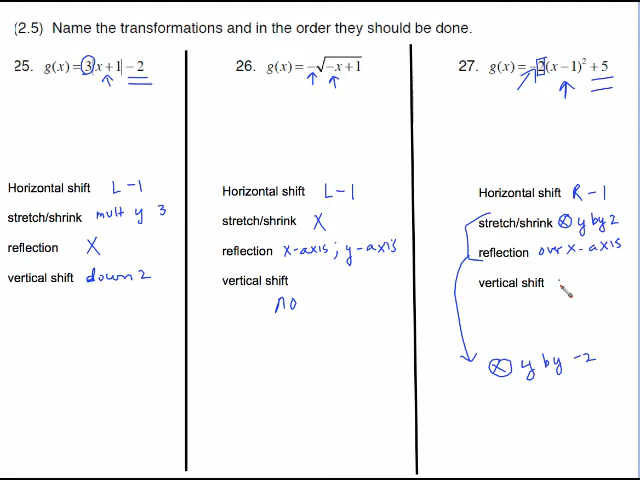 (2.5) Name the transformations and in the order they should be done.
25. g(x) = 3|x + 1| − 2
Horizontal shift L −1
stretch/shrink mult y 3
reflection X
vertical shift down 2
26. g(x) = −√−x + 1
Horizontal shift L −1
stretch/shrink X
reflection x-axis; y-axis
vertical shift
no
27. g(x) = −2(x − 1)² + 5
Horizontal shift R −1
stretch/shrink ⊗ y by 2
reflection over x-axis
vertical shift
⊗ y by −2